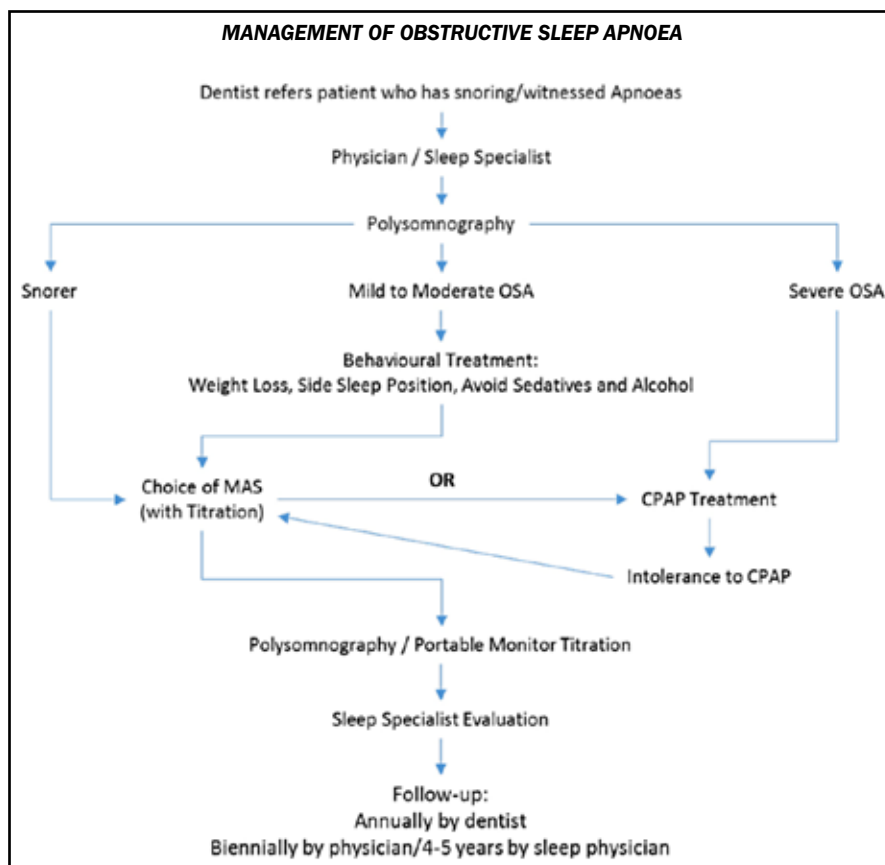 MANAGEMENT OF OBSTRUCTIVE SLEEP APNOEA
Dentist refers patient who has snoring/witnessed Apnoeas
Physician / Sleep Specialist
Polysomnography
Snorer
Mild to Moderate OSA
Severe OSA
Behavioural Treatment:
Weight Loss, Side Sleep Position, Avoid Sedatives and Alcohol
Choice of MAS
(with Titration)
OR
CPAP Treatment
Intolerance to CPAP
Polysomnography / Portable Monitor Titration
Sleep Specialist Evaluation
Follow-up:
Annually by dentist
Biennially by physician/4-5 years by sleep physician